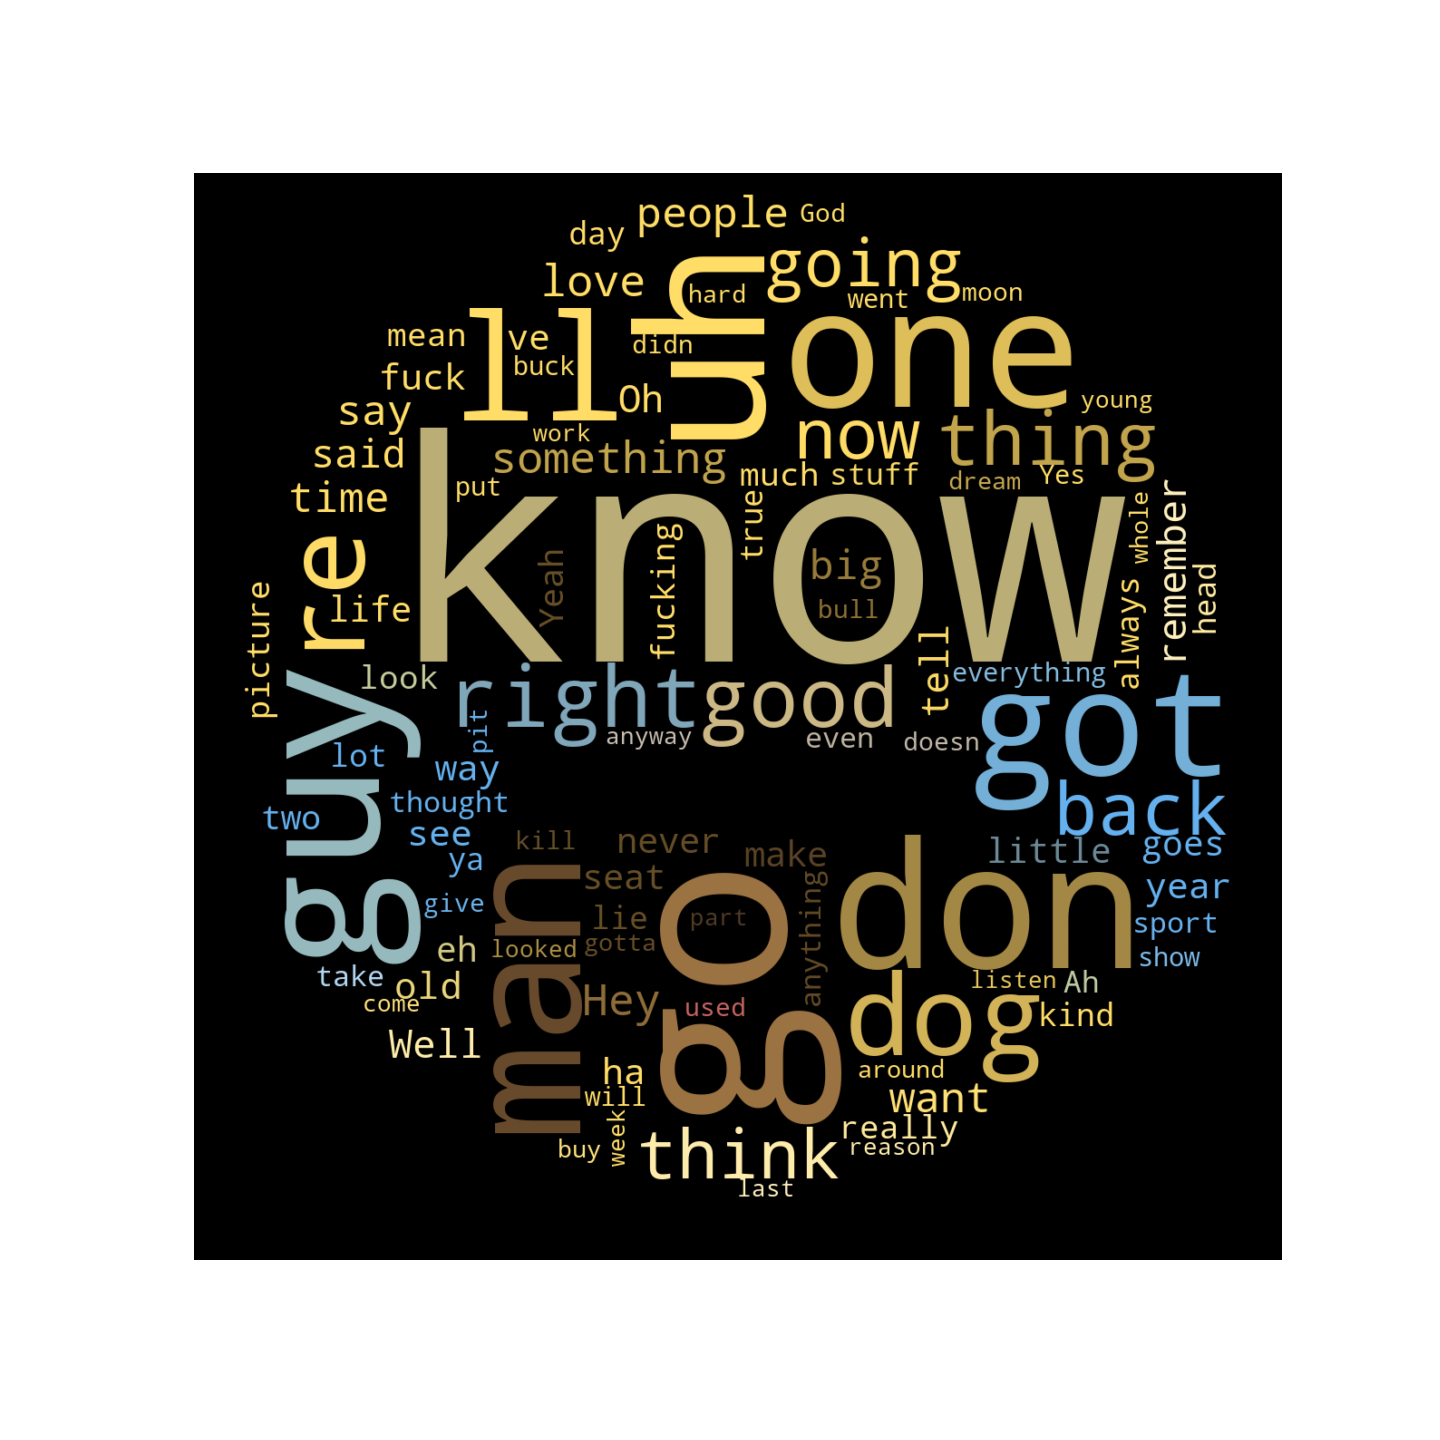 people
God
day
going
love
uh
hard
went
moon
ll
ve
mean
didn
one
buck
fuck
Oh
young
say
now
thing
work
said
something
much
stuff
Yes
dream
put
time
know
true
whole
remember
re
Yeah
fucking
big
bull
life
head
always
picture
tell
look
right
good
everything
got
guy
pit
anyway
even
doesn
lot
way
thought
two
see
back
kill
never
make
little
goes
ya
man
seat
go
anything
don
year
give
lie
part
sport
eh
looked
gotta
show
take
old
Hey
used
dog
listen
Ah
come
kind
Well
ha
around
will
want
week
buy
think
really
reason
last